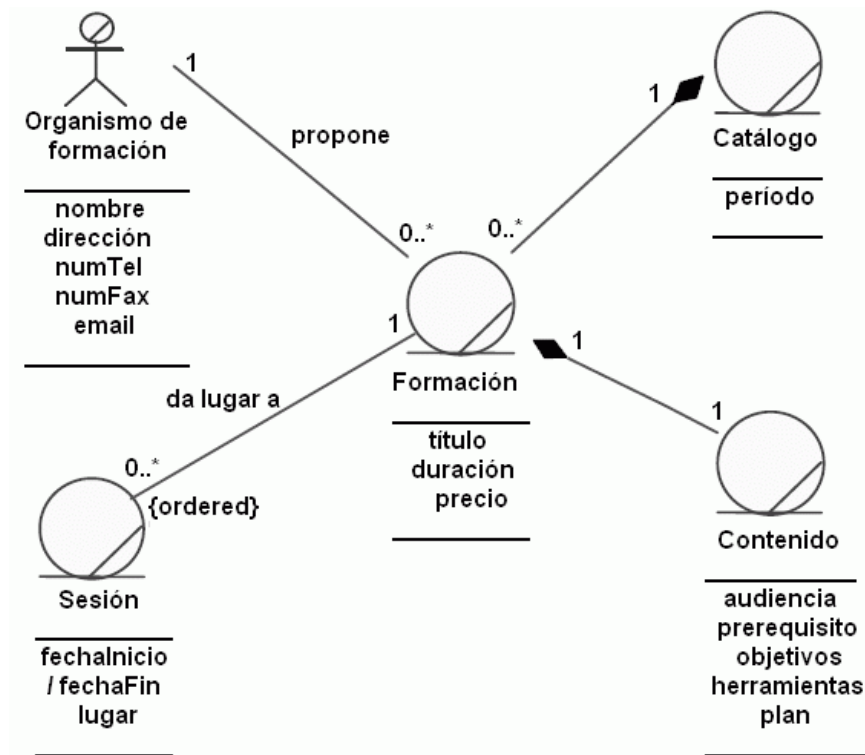 1
Organismo de
formación
nombre
dirección
numTel
numFax
email
propone
0..*
1
Catálogo
período
0..*
1
Formación
título
duración
precio
1
1
Contenido
audiencia
prerequisito
objetivos
herramientas
plan
da lugar a
0..*
{ordered}
Sesión
fechaInicio
/ fechaFin
lugar